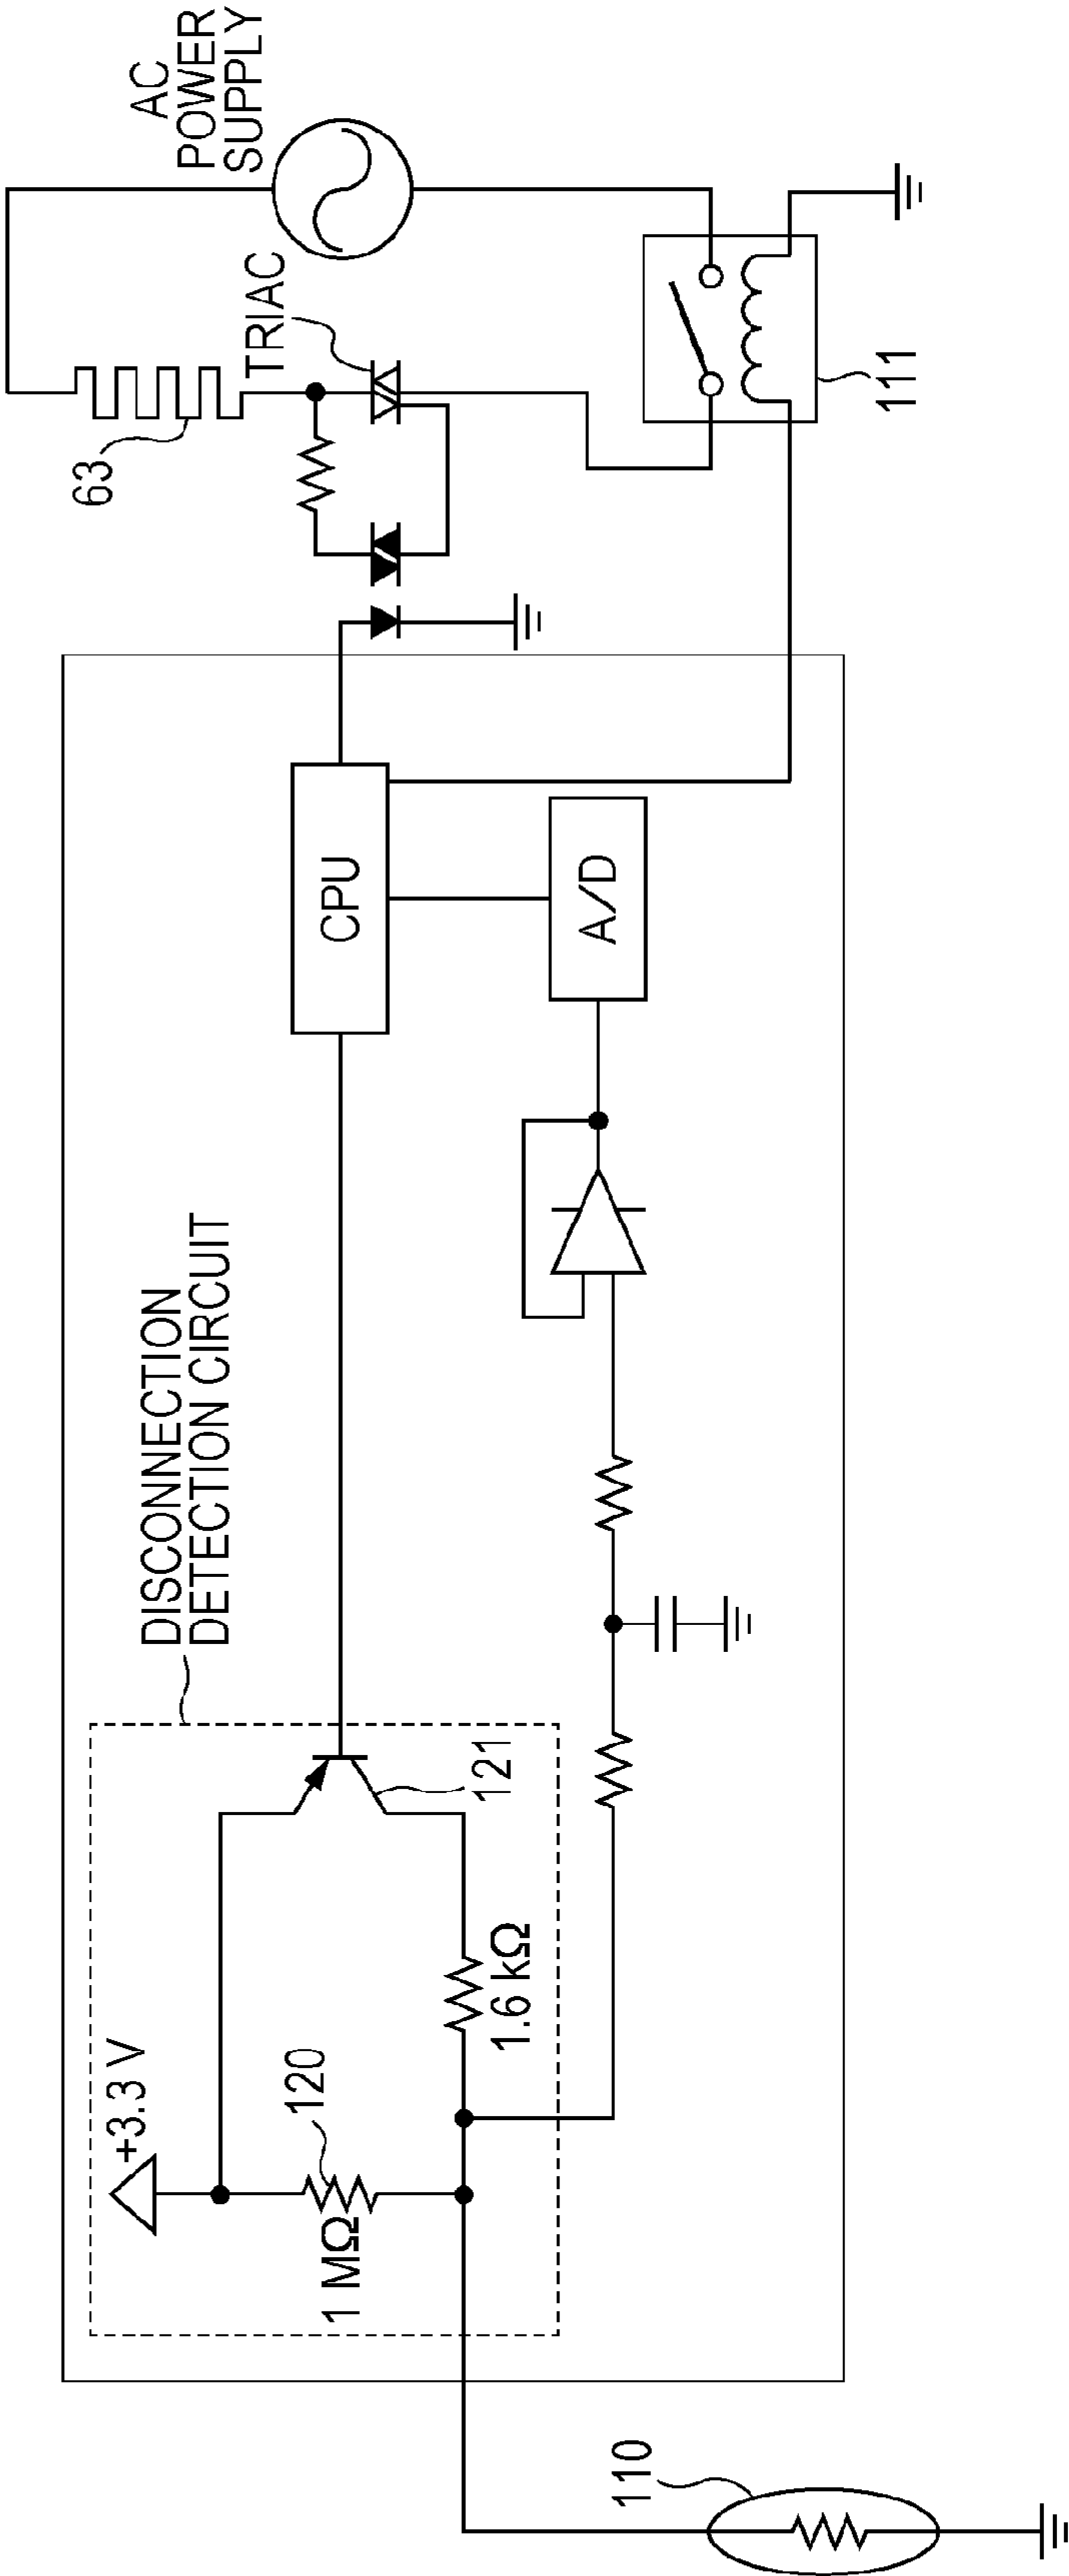 DISCONNECTION
DETECTION CIRCUIT
+3.3 V
120
1 MΩ
1.6 kΩ
121
110
CPU
A/D
63
TRIAC
AC
POWER
SUPPLY
111